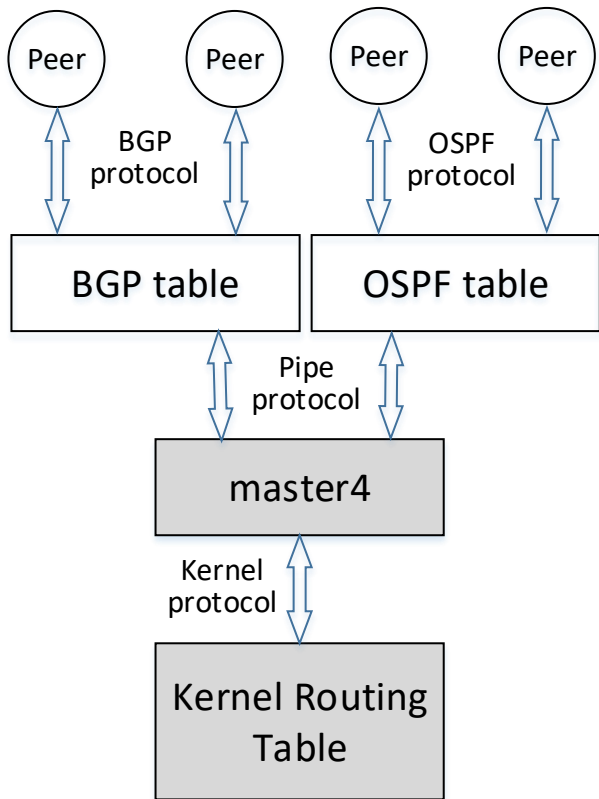 Peer
Peer
Peer
Peer
BGP
protocol
OSPF
protocol
BGP table
OSPF table
Pipe
protocol
master4
Kernel
protocol
Kernel Routing
Table